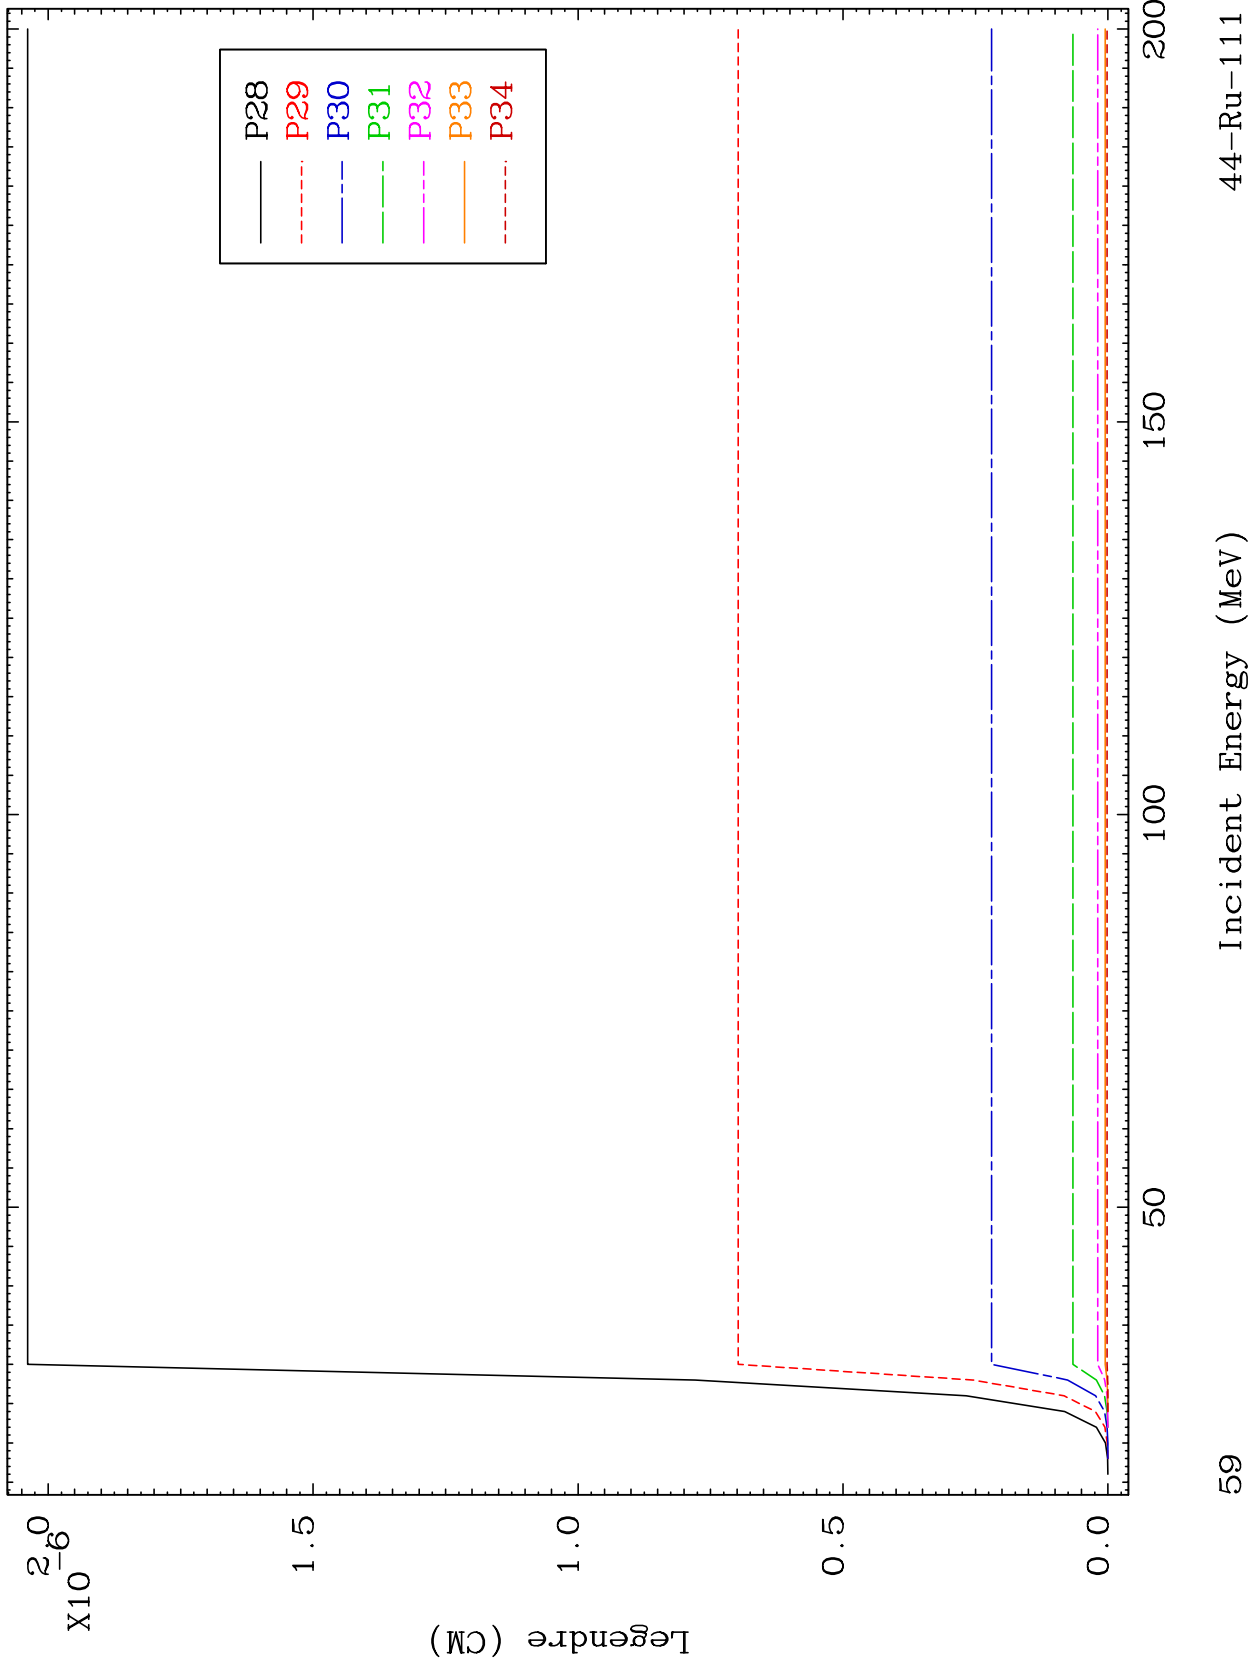 Legendre (CM)
X10
-6
2.0
1.5
1.0
0.5
0.0
50
100
150
200
P28
P29
P30
P31
P32
P33
P34
Incident Energy (MeV)
59
44-Ru-111